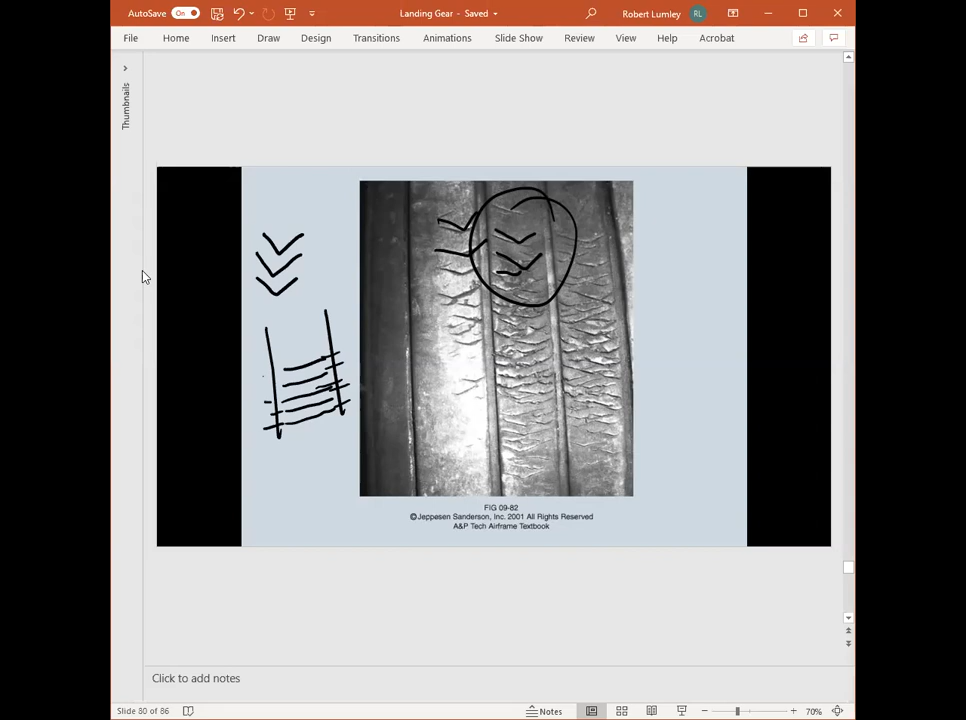 AutoSave On Landing Gear - Saved Robert Lumley RL
File Home Insert Draw Design Transitions Animations Slide Show Review View Help Acrobat
Thumbnails
FIG 09-82
©Jeppesen Sanderson, Inc. 2001 All Rights Reserved
A&P Tech Airframe Textbook
Click to add notes
Slide 80 of 86 Notes 70%